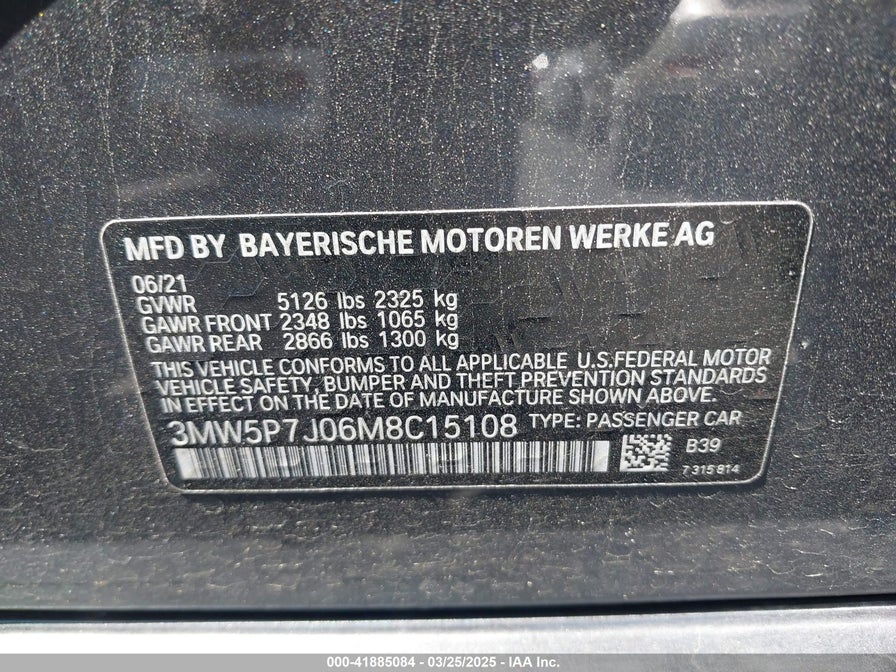 MFD BY BAYERISCHE MOTOREN WERKE AG
06/21
GVWR 5126 lbs 2325 kg
GAWR FRONT 2348 lbs 1065 kg
GAWR REAR 2866 lbs 1300 kg
THIS VEHICLE CONFORMS TO ALL APPLICABLE U.S.FEDERAL MOTOR
VEHICLE SAFETY, BUMPER AND THEFT PREVENTION STANDARDS
IN EFFECT ON THE DATE OF MANUFACTURE SHOWN ABOVE.
3MW5P7J06M8C15108 TYPE: PASSENGER CAR
B39
7315814
000-41885084 - 03/25/2025 - IAA Inc.